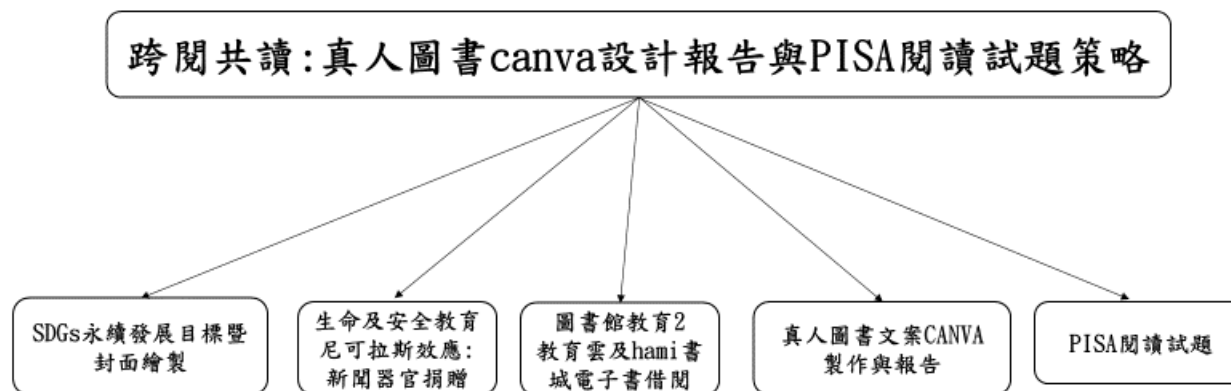 跨閱共讀:真人圖書canva設計報告與PISA閱讀試題策略
SDGs永續發展目標暨
封面繪製
生命及安全教育
尼可拉斯效應:
新聞器官捐贈
圖書館教育2
教育雲及hami書
城電子書借閱
真人圖書文案CANVA
製作與報告
PISA閱讀試題